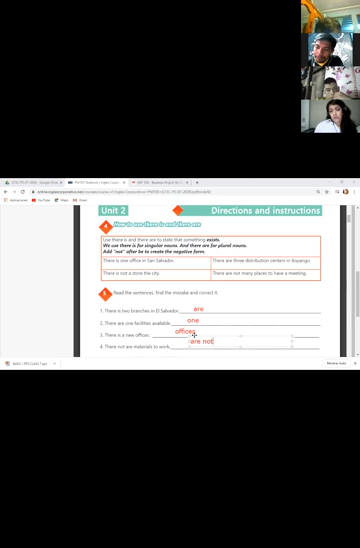 Unit 2
Directions and instructions
4 How to use there is and there are
Use there is and there are to state that something exists.
We use there is for singular nouns. And there are for plural nouns.
Add "not" after be to create the negative form.
There is one office in San Salvador.
There are three distribution centers in Ilopango.
There is not a store the city.
There are not many places to have a meeting.
5 Read the sentences, find the mistake and correct it.
1. There is two branches in El Salvador. are
2. There are one facilities available. one
3. There is a new offices. offices
4. There not are materials to work. are not
Aplicaciones
YouTube
Maps
Gmail